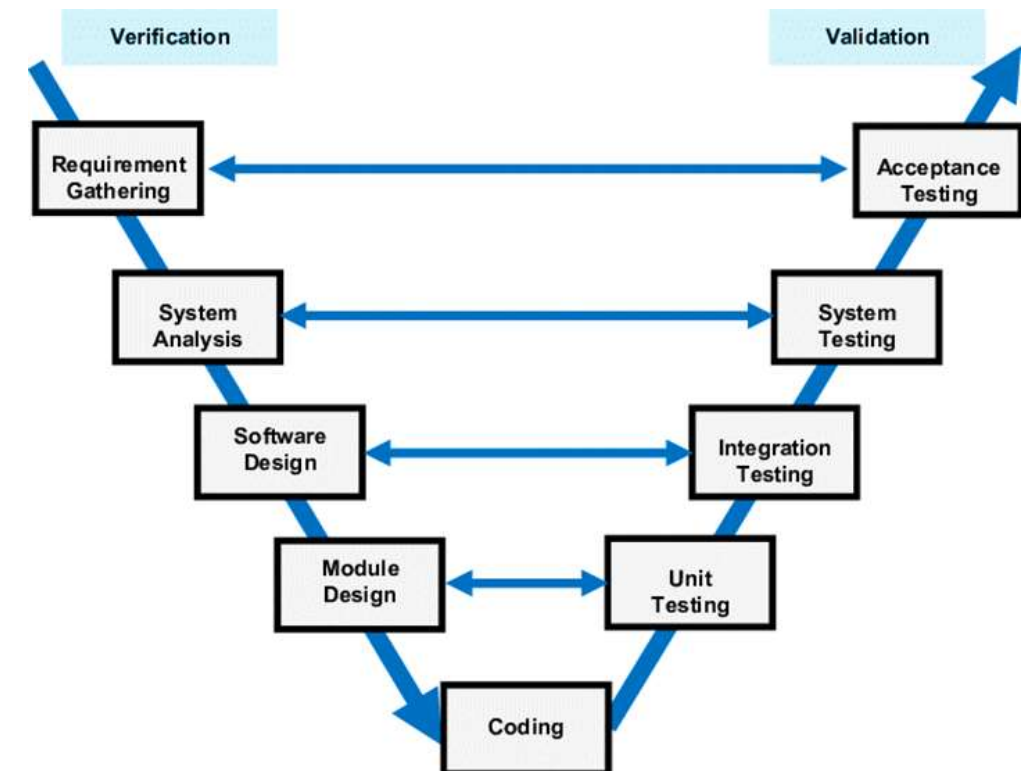 Verification
Validation
Requirement
Gathering
Acceptance
Testing
System
Analysis
System
Testing
Software
Design
Integration
Testing
Module
Design
Unit
Testing
Coding